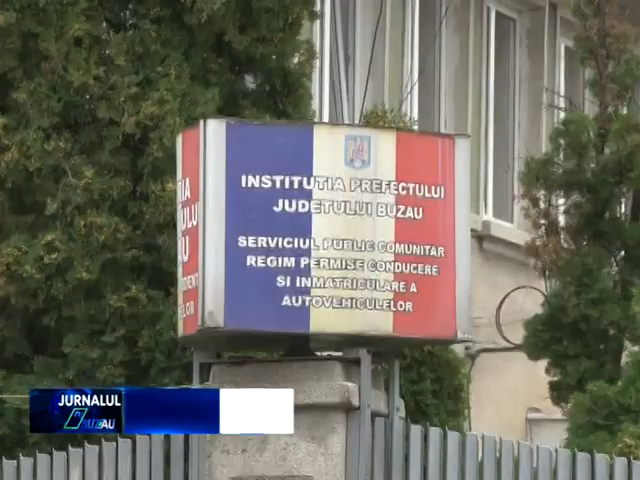 INSTITUTIA PREFECTULUI
JUDETULUI BUZAU
SERVICIUL PUBLIC COMUNITAR
REGIM PERMISE CONDUCERE
SI INMATRICULARE A
AUTOVEHICULELOR
JURNALUL
BUZAU